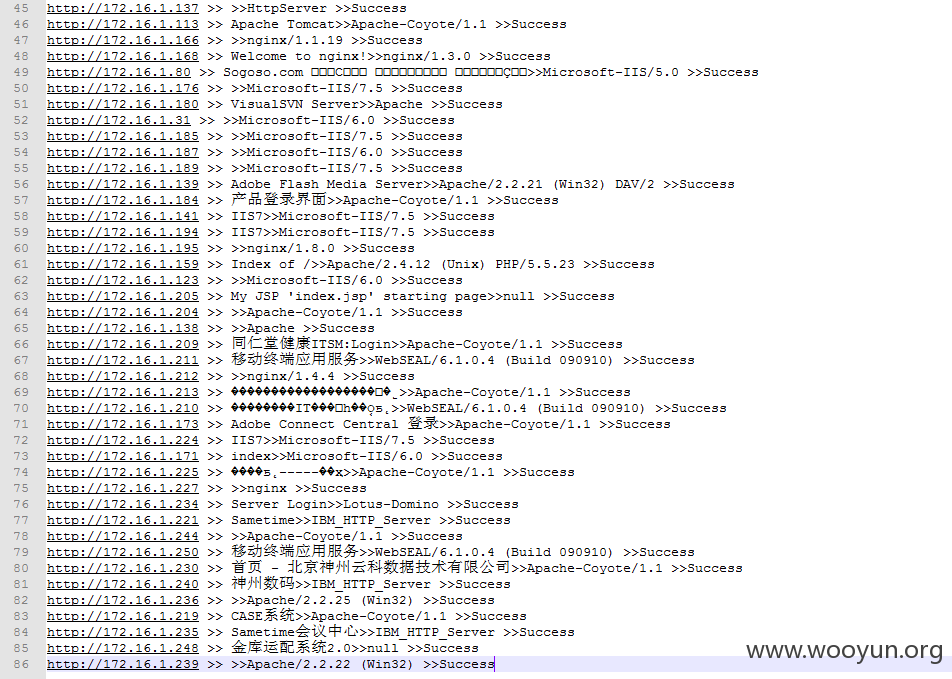 45 http://172.16.1.137 >> >>HttpServer >>Success
46 http://172.16.1.113 >> Apache Tomcat>>Apache-Coyote/1.1 >>Success
47 http://172.16.1.166 >> >>nginx/1.1.19 >>Success
48 http://172.16.1.168 >> Welcome to nginx!>>nginx/1.3.0 >>Success
49 http://172.16.1.80 >> Sogoso.com >>Microsoft-IIS/5.0 >>Success
50 http://172.16.1.176 >> >>Microsoft-IIS/7.5 >>Success
51 http://172.16.1.180 >> VisualSVN Server>>Apache >>Success
52 http://172.16.1.31 >> >>Microsoft-IIS/6.0 >>Success
53 http://172.16.1.185 >> >>Microsoft-IIS/7.5 >>Success
54 http://172.16.1.187 >> >>Microsoft-IIS/6.0 >>Success
55 http://172.16.1.189 >> >>Microsoft-IIS/7.5 >>Success
56 http://172.16.1.139 >> Adobe Flash Media Server>>Apache/2.2.21 (Win32) DAV/2 >>Success
57 http://172.16.1.184 >> 产品登录界面>>Apache-Coyote/1.1 >>Success
58 http://172.16.1.141 >> IIS7>>Microsoft-IIS/7.5 >>Success
59 http://172.16.1.194 >> IIS7>>Microsoft-IIS/7.5 >>Success
60 http://172.16.1.195 >> >>nginx/1.8.0 >>Success
61 http://172.16.1.159 >> Index of />>Apache/2.4.12 (Unix) PHP/5.5.23 >>Success
62 http://172.16.1.123 >> >>Microsoft-IIS/6.0 >>Success
63 http://172.16.1.205 >> My JSP 'index.jsp' starting page>>null >>Success
64 http://172.16.1.204 >> >>Apache-Coyote/1.1 >>Success
65 http://172.16.1.138 >> >>Apache >>Success
66 http://172.16.1.209 >> 同仁堂健康ITSM:Login>>Apache-Coyote/1.1 >>Success
67 http://172.16.1.211 >> 移动终端应用服务>>WebSEAL/6.1.0.4 (Build 090910) >>Success
68 http://172.16.1.212 >> >>nginx/1.4.4 >>Success
69 http://172.16.1.213 >> >>Apache-Coyote/1.1 >>Success
70 http://172.16.1.210 >> >>WebSEAL/6.1.0.4 (Build 090910) >>Success
71 http://172.16.1.173 >> Adobe Connect Central 登录>>Apache-Coyote/1.1 >>Success
72 http://172.16.1.224 >> IIS7>>Microsoft-IIS/7.5 >>Success
73 http://172.16.1.171 >> index>>Microsoft-IIS/6.0 >>Success
74 http://172.16.1.225 >> >>Apache-Coyote/1.1 >>Success
75 http://172.16.1.227 >> >>nginx >>Success
76 http://172.16.1.234 >> Server Login>>Lotus-Domino >>Success
77 http://172.16.1.221 >> Sametime>>IBM_HTTP_Server >>Success
78 http://172.16.1.244 >> >>Apache-Coyote/1.1 >>Success
79 http://172.16.1.250 >> 移动终端应用服务>>WebSEAL/6.1.0.4 (Build 090910) >>Success
80 http://172.16.1.230 >> 首页 - 北京神州云科数据技术有限公司>>Apache-Coyote/1.1 >>Success
81 http://172.16.1.240 >> 神州数码>>IBM_HTTP_Server >>Success
82 http://172.16.1.236 >> >>Apache/2.2.25 (Win32) >>Success
83 http://172.16.1.219 >> CASE系统>>Apache-Coyote/1.1 >>Success
84 http://172.16.1.235 >> Sametime会议中心>>IBM_HTTP_Server >>Success
85 http://172.16.1.248 >> 金库运配系统2.0>>null >>Success
86 http://172.16.1.239 >> >>Apache/2.2.22 (Win32) >>Success
www.wooyun.org